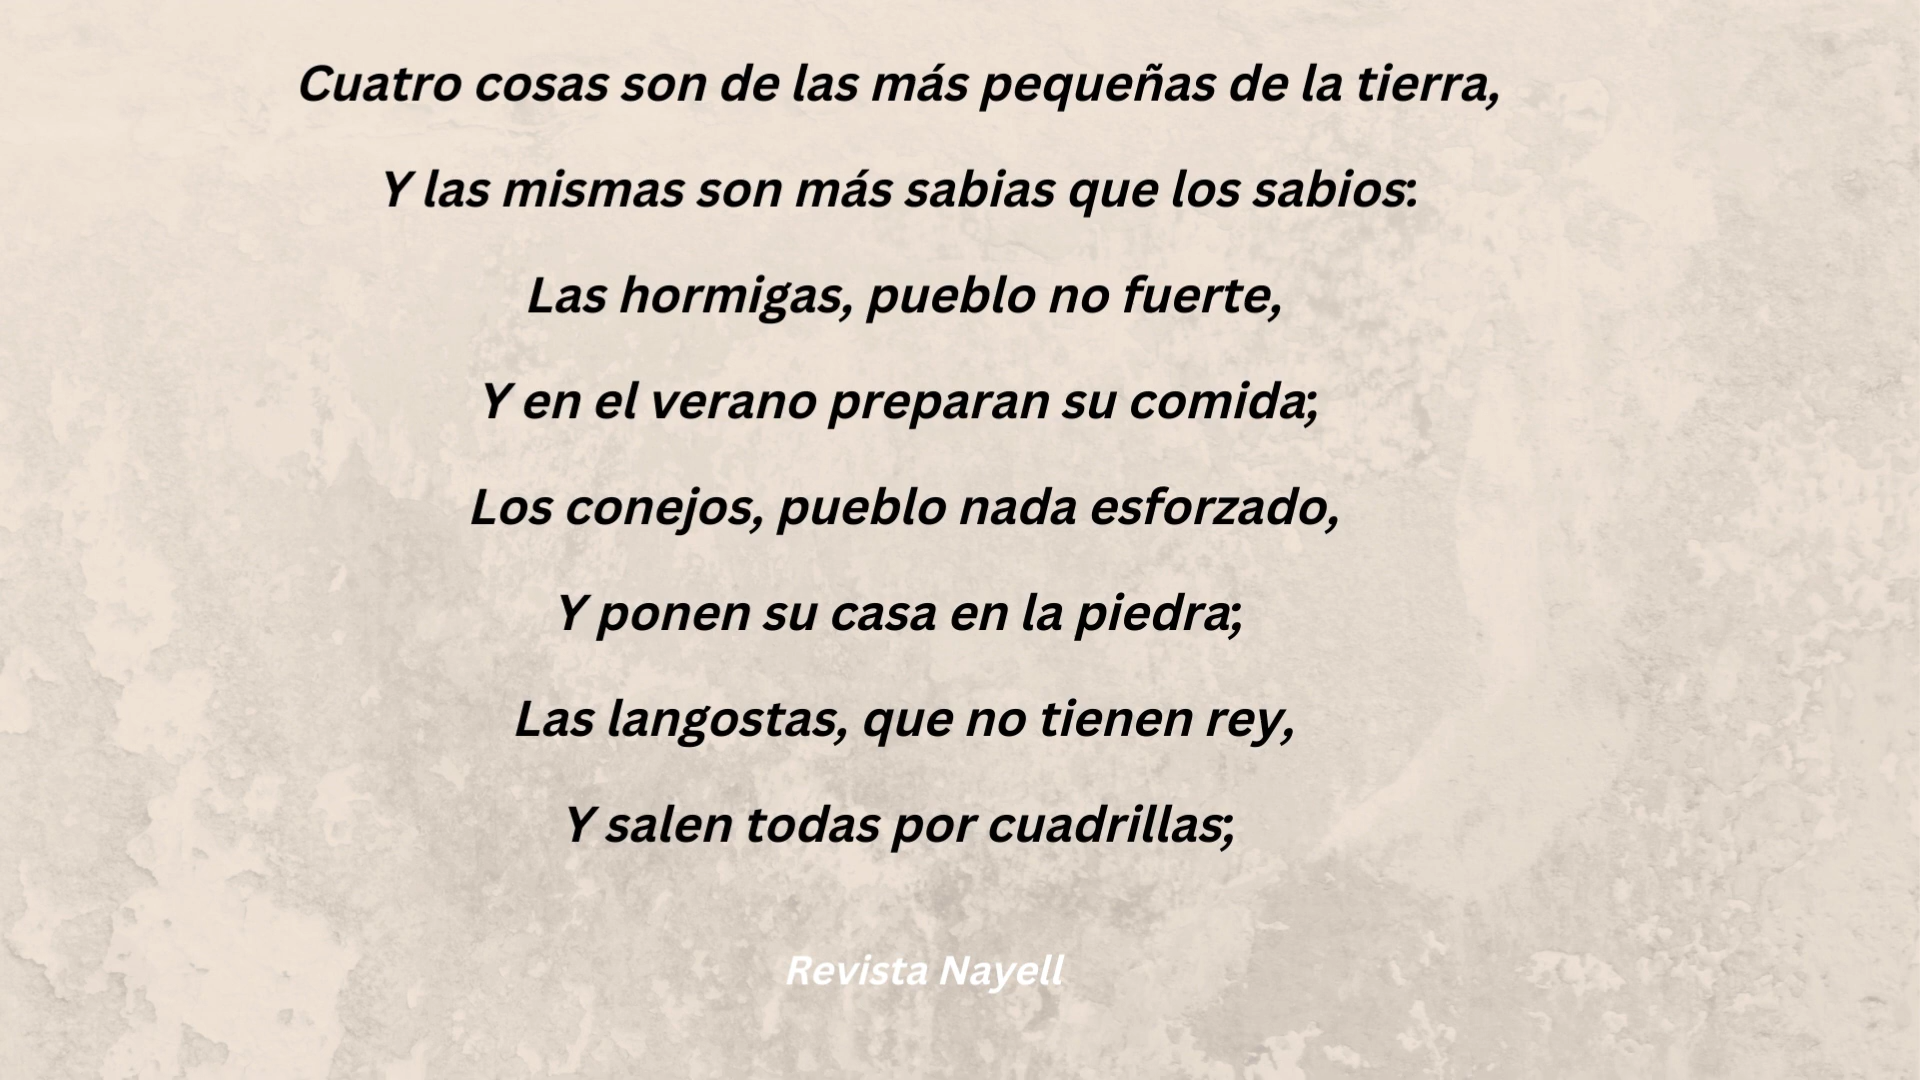 Cuatro cosas son de las más pequeñas de la tierra,
Y las mismas son más sabias que los sabios:
Las hormigas, pueblo no fuerte,
Y en el verano preparan su comida;
Los conejos, pueblo nada esforzado,
Y ponen su casa en la piedra;
Las langostas, que no tienen rey,
Y salen todas por cuadrillas;
Revista Nayell